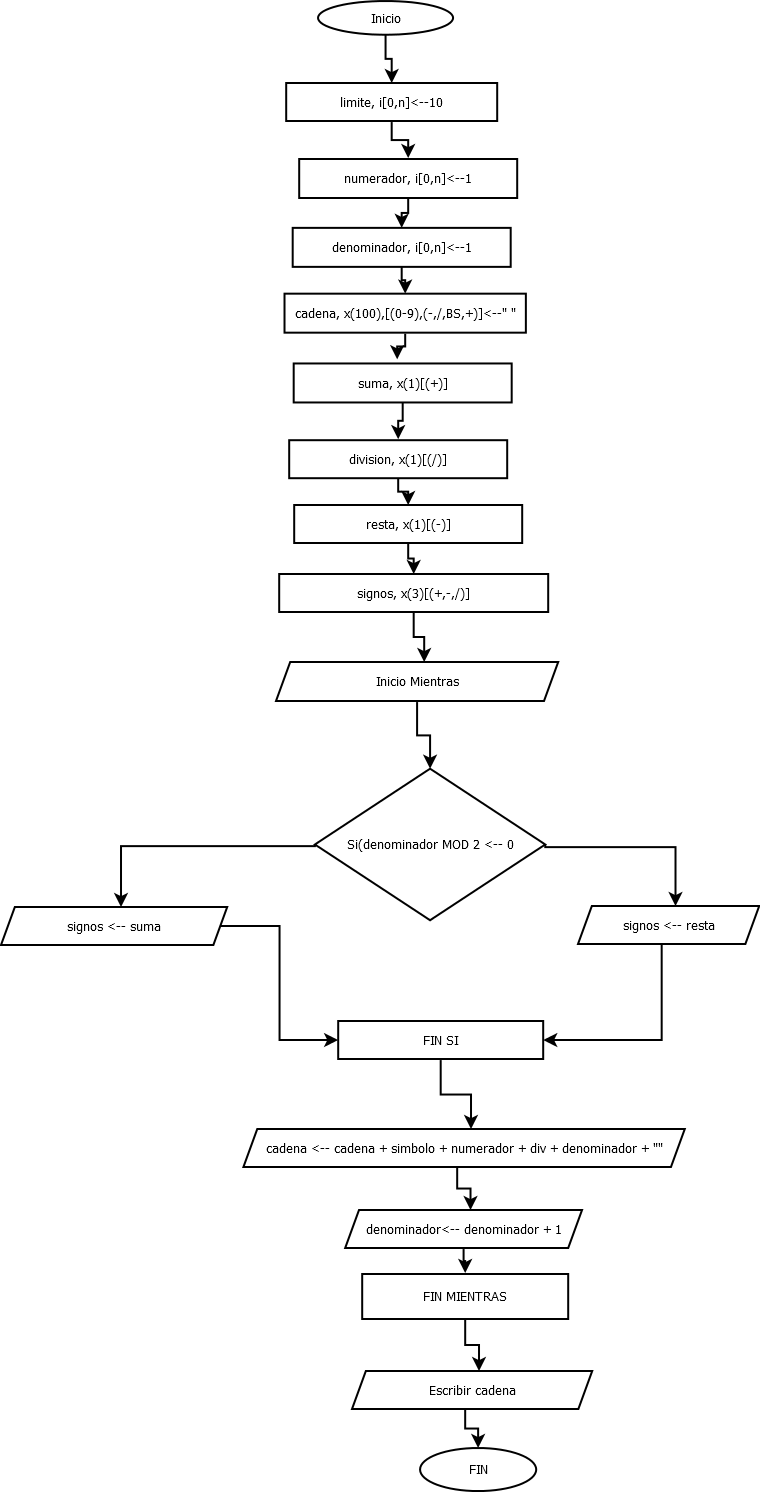 Inicio
limite, i[0,n]<--10
numerador, i[0,n]<--1
denominador, i[0,n]<--1
cadena, x(100),[(0-9),(-,/,BS,+)]<--" "
suma, x(1)[(+)]
division, x(1)[(/)]
resta, x(1)[(-)]
signos, x(3)[(+,-,/)]
Inicio Mientras
Si(denominador MOD 2 <-- 0
signos <-- suma
signos <-- resta
FIN SI
cadena <-- cadena + simbolo + numerador + div + denominador + ""
denominador<-- denominador + 1
FIN MIENTRAS
Escribir cadena
FIN